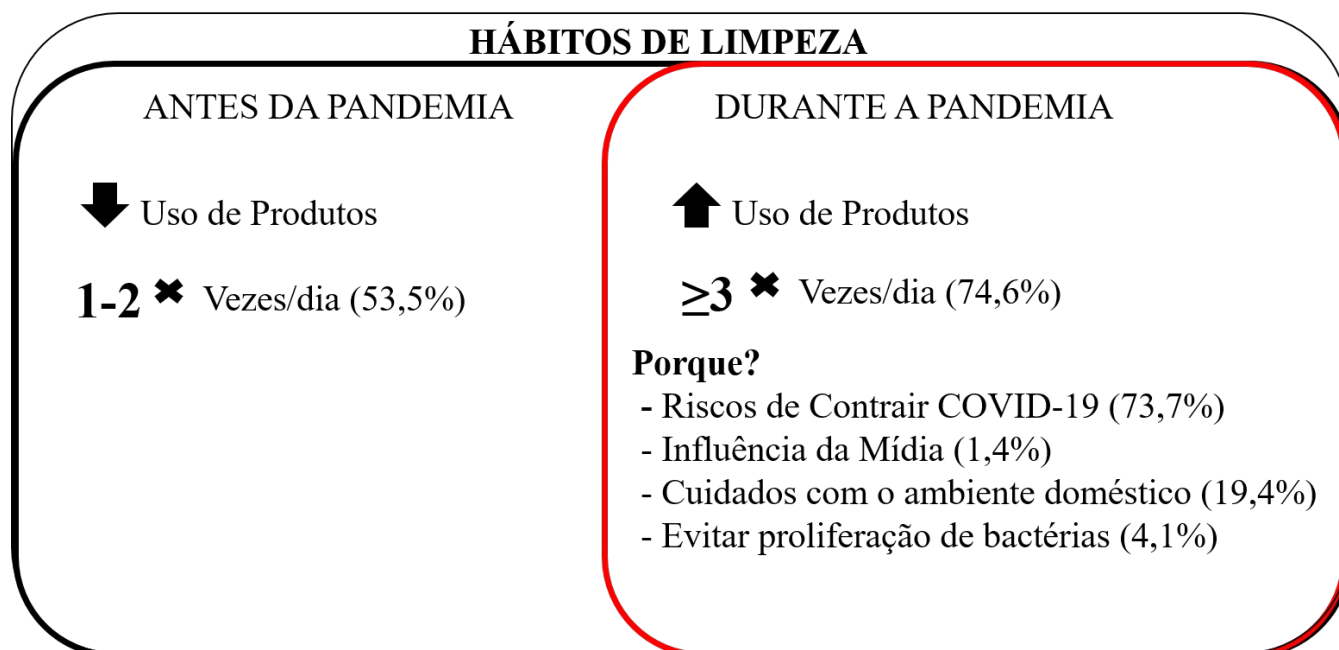 HÁBITOS DE LIMPEZA
ANTES DA PANDEMIA
Uso de Produtos
1-2 ✖ Vezes/dia (53,5%)
DURANTE A PANDEMIA
Uso de Produtos
≥3 ✖ Vezes/dia (74,6%)
Porque?
- Riscos de Contrair COVID-19 (73,7%)
- Influência da Mídia (1,4%)
- Cuidados com o ambiente doméstico (19,4%)
- Evitar proliferação de bactérias (4,1%)